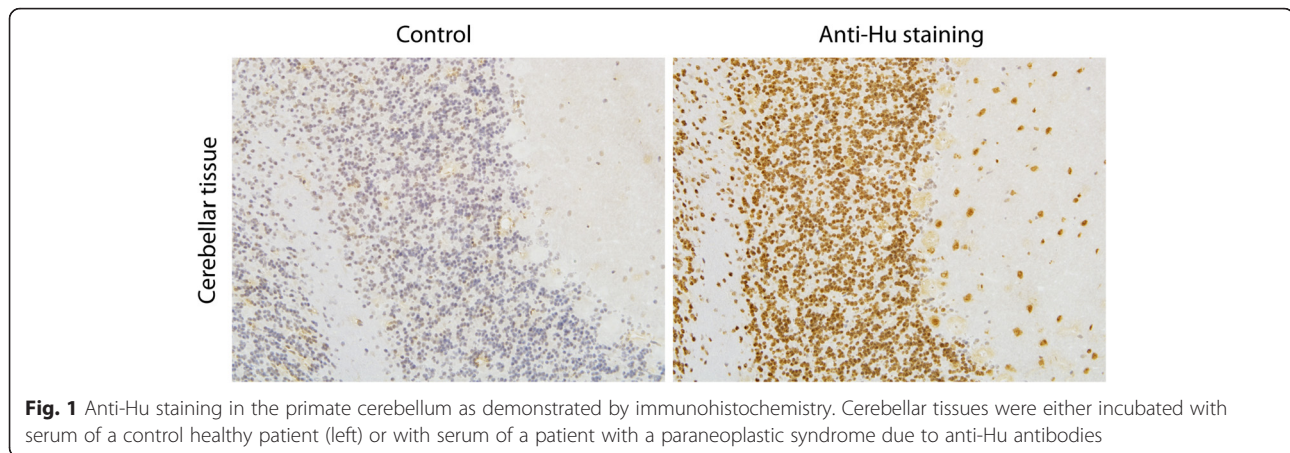 Control
Anti-Hu staining
Cerebellar tissue
Fig. 1 Anti-Hu staining in the primate cerebellum as demonstrated by immunohistochemistry. Cerebellar tissues were either incubated with
serum of a control healthy patient (left) or with serum of a patient with a paraneoplastic syndrome due to anti-Hu antibodies